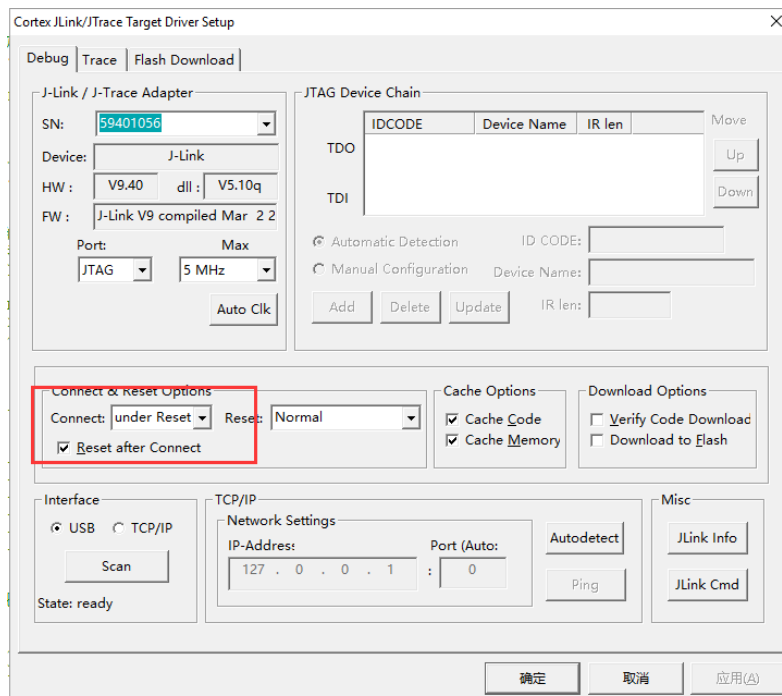 Cortex JLink/JTrace Target Driver Setup
Debug Trace Flash Download
J-Link / J-Trace Adapter
SN: 59401056
Device: J-Link
HW : V9.40 dll : V5.10q
FW : J-Link V9 compiled Mar 2 2
Port: Max
JTAG 5 MHz
Auto Clk
JTAG Device Chain
IDCODE Device Name IR len
TDO
TDI
Move
Up
Down
Automatic Detection ID CODE:
Manual Configuration Device Name:
Add Delete Update IR len:
Connect & Reset Options
Connect: under Reset Reset: Normal
Reset after Connect
Cache Options
Cache Code
Cache Memory
Download Options
Verify Code Download
Download to Flash
Interface
USB TCP/IP
Scan
State: ready
TCP/IP
Network Settings
IP-Address Port (Auto:
127 . 0 . 0 . 1 : 0
Autodetect
Ping
Misc
JLink Info
JLink Cmd
确定 取消 应用(A)